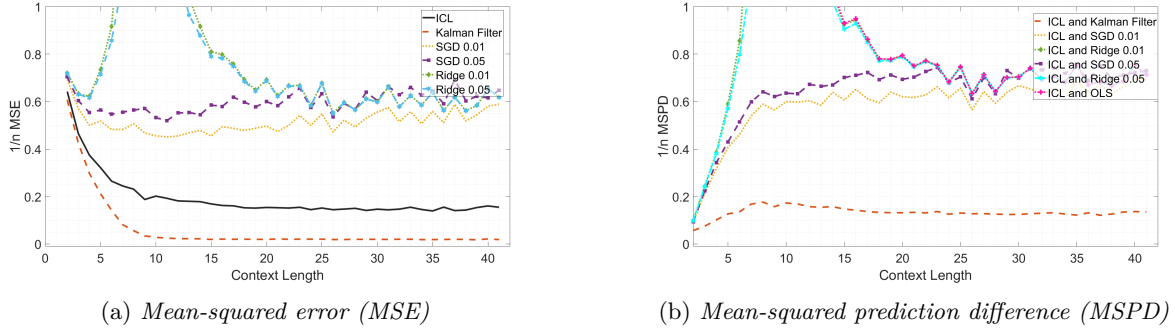 1/n MSE
1
0.8
0.6
0.4
0.2
0
0
5
10
15
20
25
30
35
40
Context Length
ICL
Kalman Filter
SGD 0.01
SGD 0.05
Ridge 0.01
Ridge 0.05
(a) Mean-squared error (MSE)
1/n MSPD
1
0.8
0.6
0.4
0.2
0
5
10
15
20
25
30
35
40
Context Length
ICL and Kalman Filter
ICL and SGD 0.01
ICL and Ridge 0.01
ICL and SGD 0.05
ICL and Ridge 0.05
ICL and OLS
(b) Mean-squared prediction difference (MSPD)